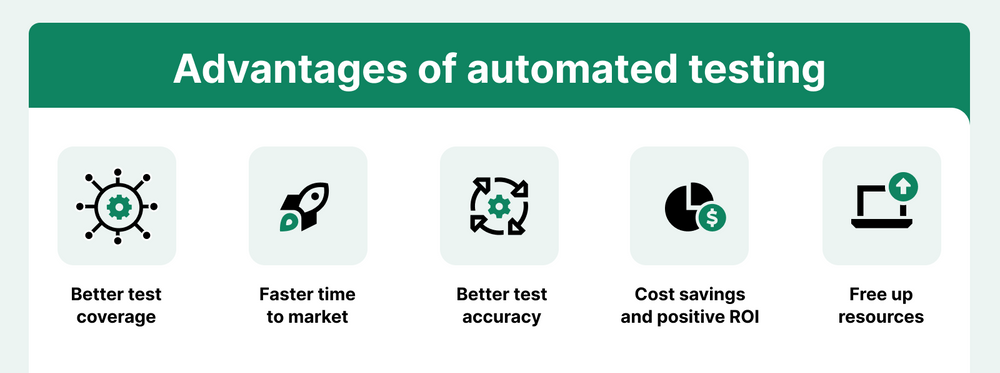 Advantages of automated testing
Better test
coverage
Faster time
to market
Better test
accuracy
$
Cost savings
and positive ROI
Free up
resources